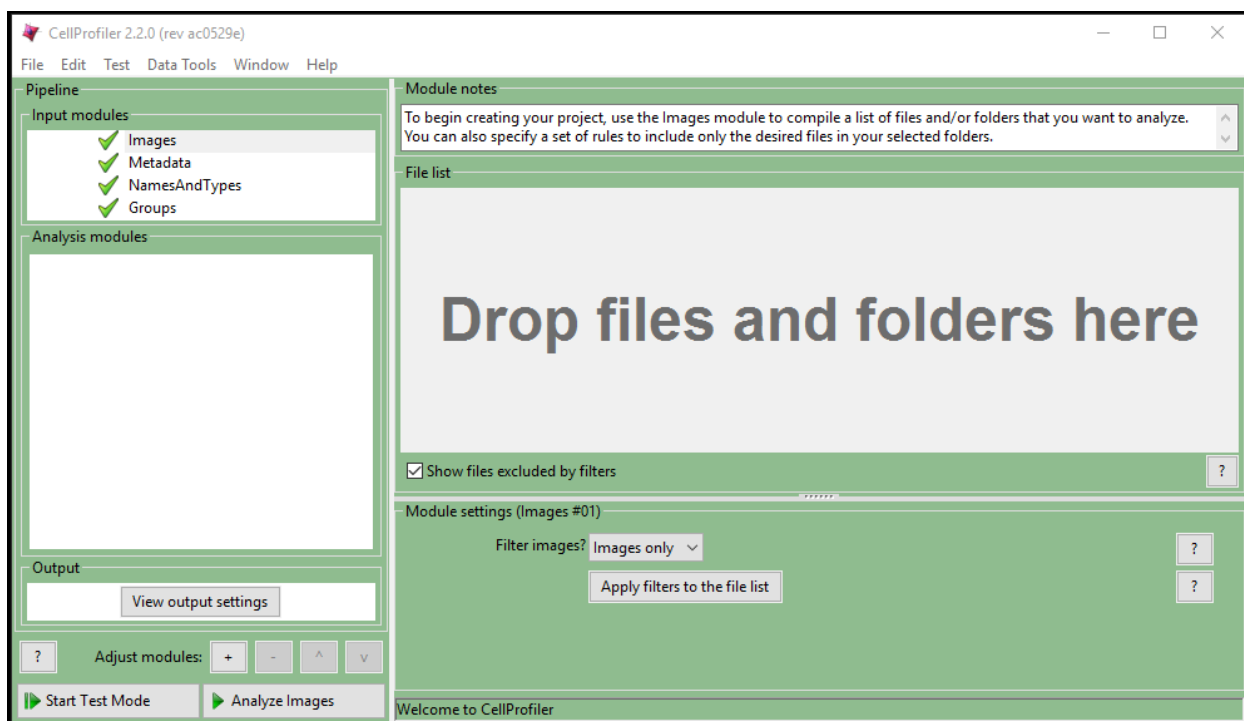 CellProfiler 2.2.0 (rev ac0529e)
File Edit Test Data Tools Window Help
Pipeline
Input modules
Images
Metadata
NamesAndTypes
Groups
Analysis modules
Output
View output settings
? Adjust modules: + - ^ v
Start Test Mode Analyze Images
Module notes
To begin creating your project, use the Images module to compile a list of files and/or folders that you want to analyze.
You can also specify a set of rules to include only the desired files in your selected folders.
File list
Drop files and folders here
Show files excluded by filters ?
Module settings (Images #01)
Filter images? Images only ?
Apply filters to the file list ?
Welcome to CellProfiler